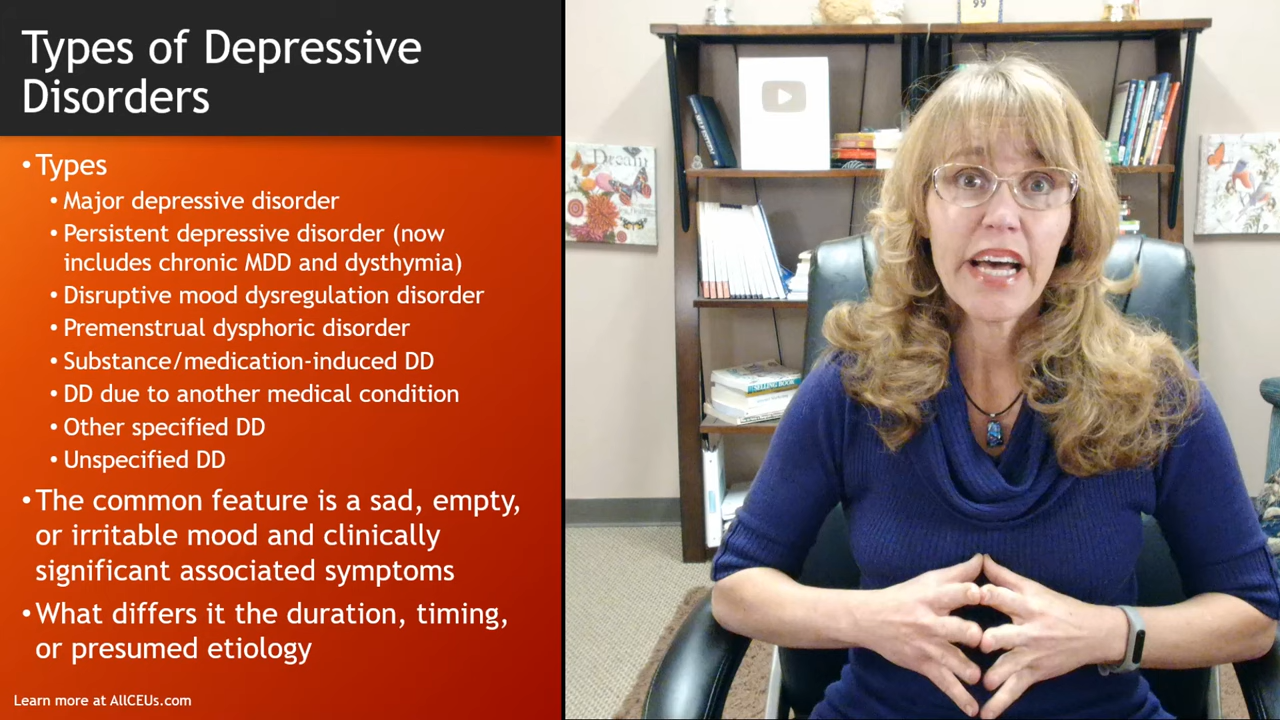 Types of Depressive
Disorders
• Types
• Major depressive disorder
• Persistent depressive disorder (now
includes chronic MDD and dysthymia)
• Disruptive mood dysregulation disorder
• Premenstrual dysphoric disorder
• Substance/medication-induced DD
• DD due to another medical condition
• Other specified DD
• Unspecified DD
• The common feature is a sad, empty,
or irritable mood and clinically
significant associated symptoms
• What differs it the duration, timing,
or presumed etiology
Learn more at AllCEUs.com
99
Dream